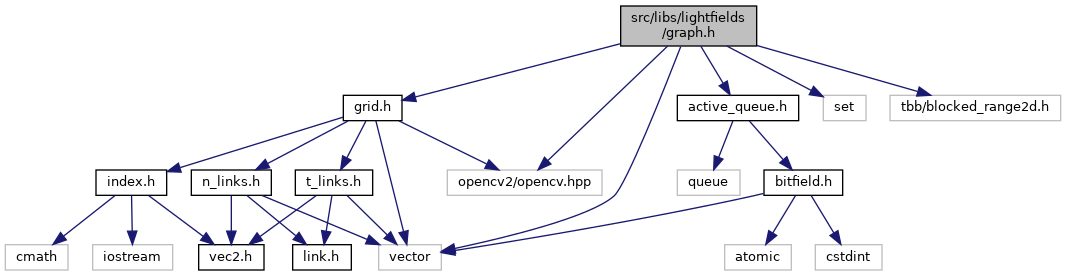 src/libs/lightfields
/graph.h
grid.h
active_queue.h
set
tbb/blocked_range2d.h
index.h
n_links.h
t_links.h
opencv2/opencv.hpp
queue
bitfield.h
cmath
iostream
vec2.h
link.h
vector
atomic
cstdint